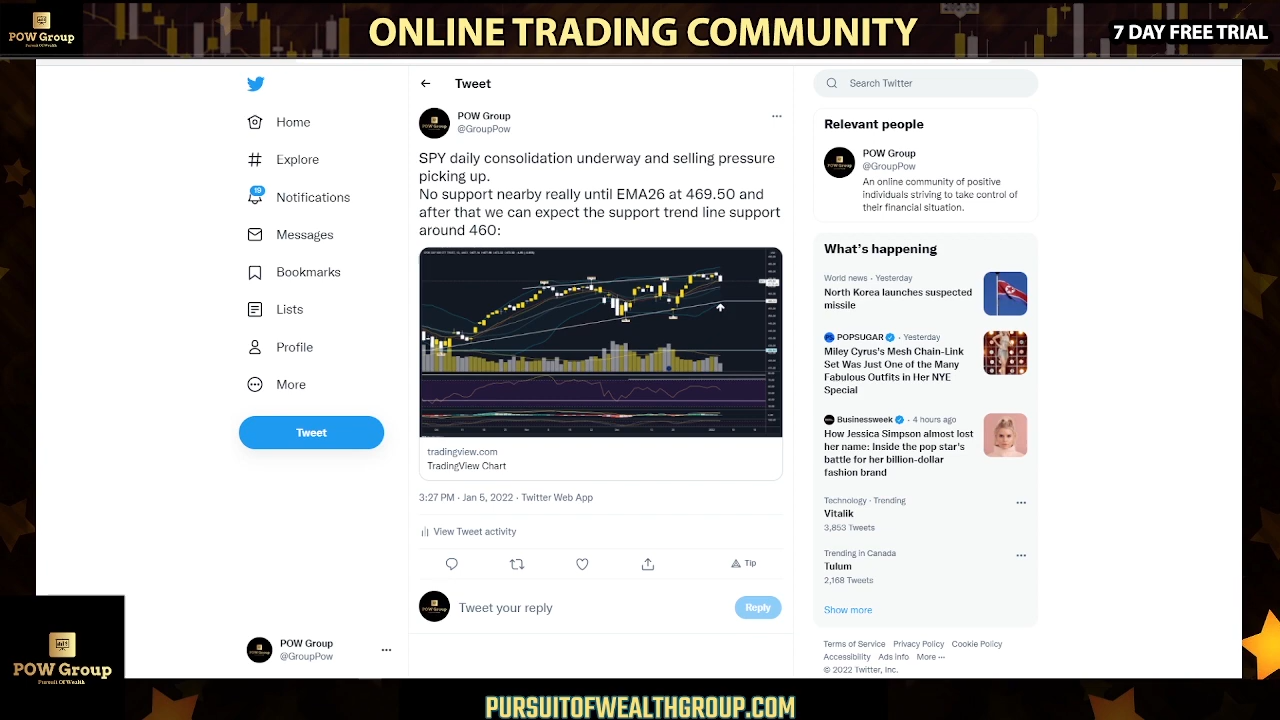 POW Group
Pursuit Of Wealth
ONLINE TRADING COMMUNITY
7 DAY FREE TRIAL
Home
Explore
19
Notifications
Messages
Bookmarks
Lists
Profile
More
Tweet
POW Group
@GroupPow
Tweet
POW Group
@GroupPow
SPY daily consolidation underway and selling pressure
picking up.
No support nearby really until EMA26 at 469.50 and
after that we can expect the support trend line support
around 460:
tradingview.com
TradingView Chart
3:27 PM · Jan 5, 2022 · Twitter Web App
View Tweet activity
Tip
Tweet your reply
Reply
Search Twitter
Relevant people
POW Group
@GroupPow
An online community of positive
individuals striving to take control of
their financial situation.
What's happening
World news · Yesterday
North Korea launches suspected
missile
POPSUGAR · Yesterday
Miley Cyrus's Mesh Chain-Link
Set Was Just One of the Many
Fabulous Outfits in Her NYE
Special
Businessweek · 4 hours ago
How Jessica Simpson almost lost
her name: Inside the pop star's
battle for her billion-dollar
fashion brand
Technology · Trending
Vitalik
3,853 Tweets
Trending in Canada
Tulum
2,168 Tweets
Show more
Terms of Service Privacy Policy Cookie Policy
Accessibility Ads info More ···
© 2022 Twitter, Inc.
POW Group
Pursuit Of Wealth
PURSUITOFWEALTHGROUP.COM